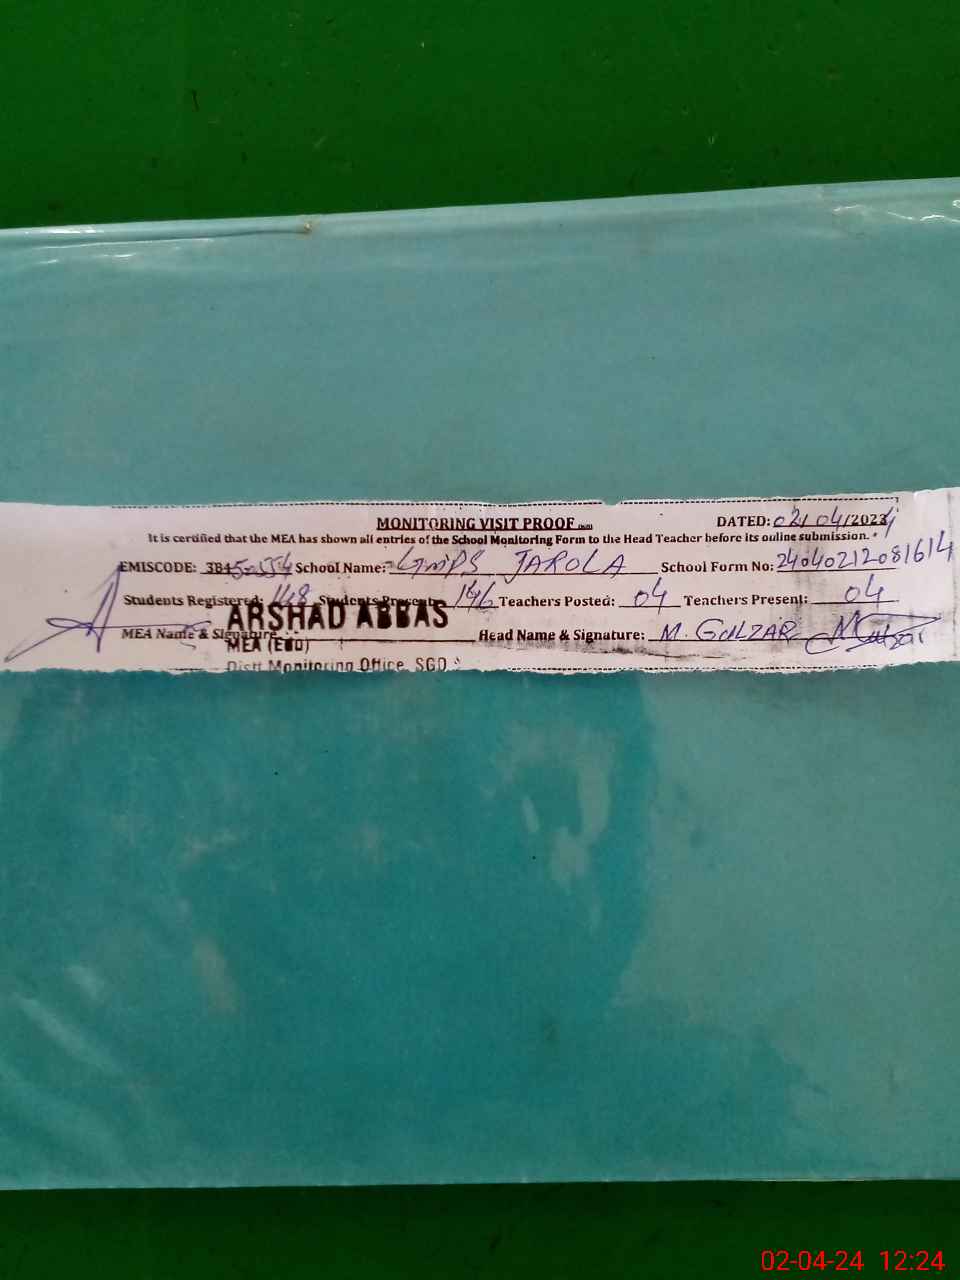 MONITORING VISIT PROOF DATED: 02/04/2024
It is certified that the MEA has shown all entries of the School Monitoring Form to the Head Teacher before its online submission.
EMISCODE: School Name: GMPS JAROLA School Form No: 24040212081614
Students Registered: 148 Students Present: 146 Teachers Posted: 04 Teachers Present: 04
ARSHAD ABBAS
MEA Name & Signature: Head Name & Signature: M. GULZAR
MEA (EDU)
Distt Monitoring Office, SGD
02-04-24 12:24